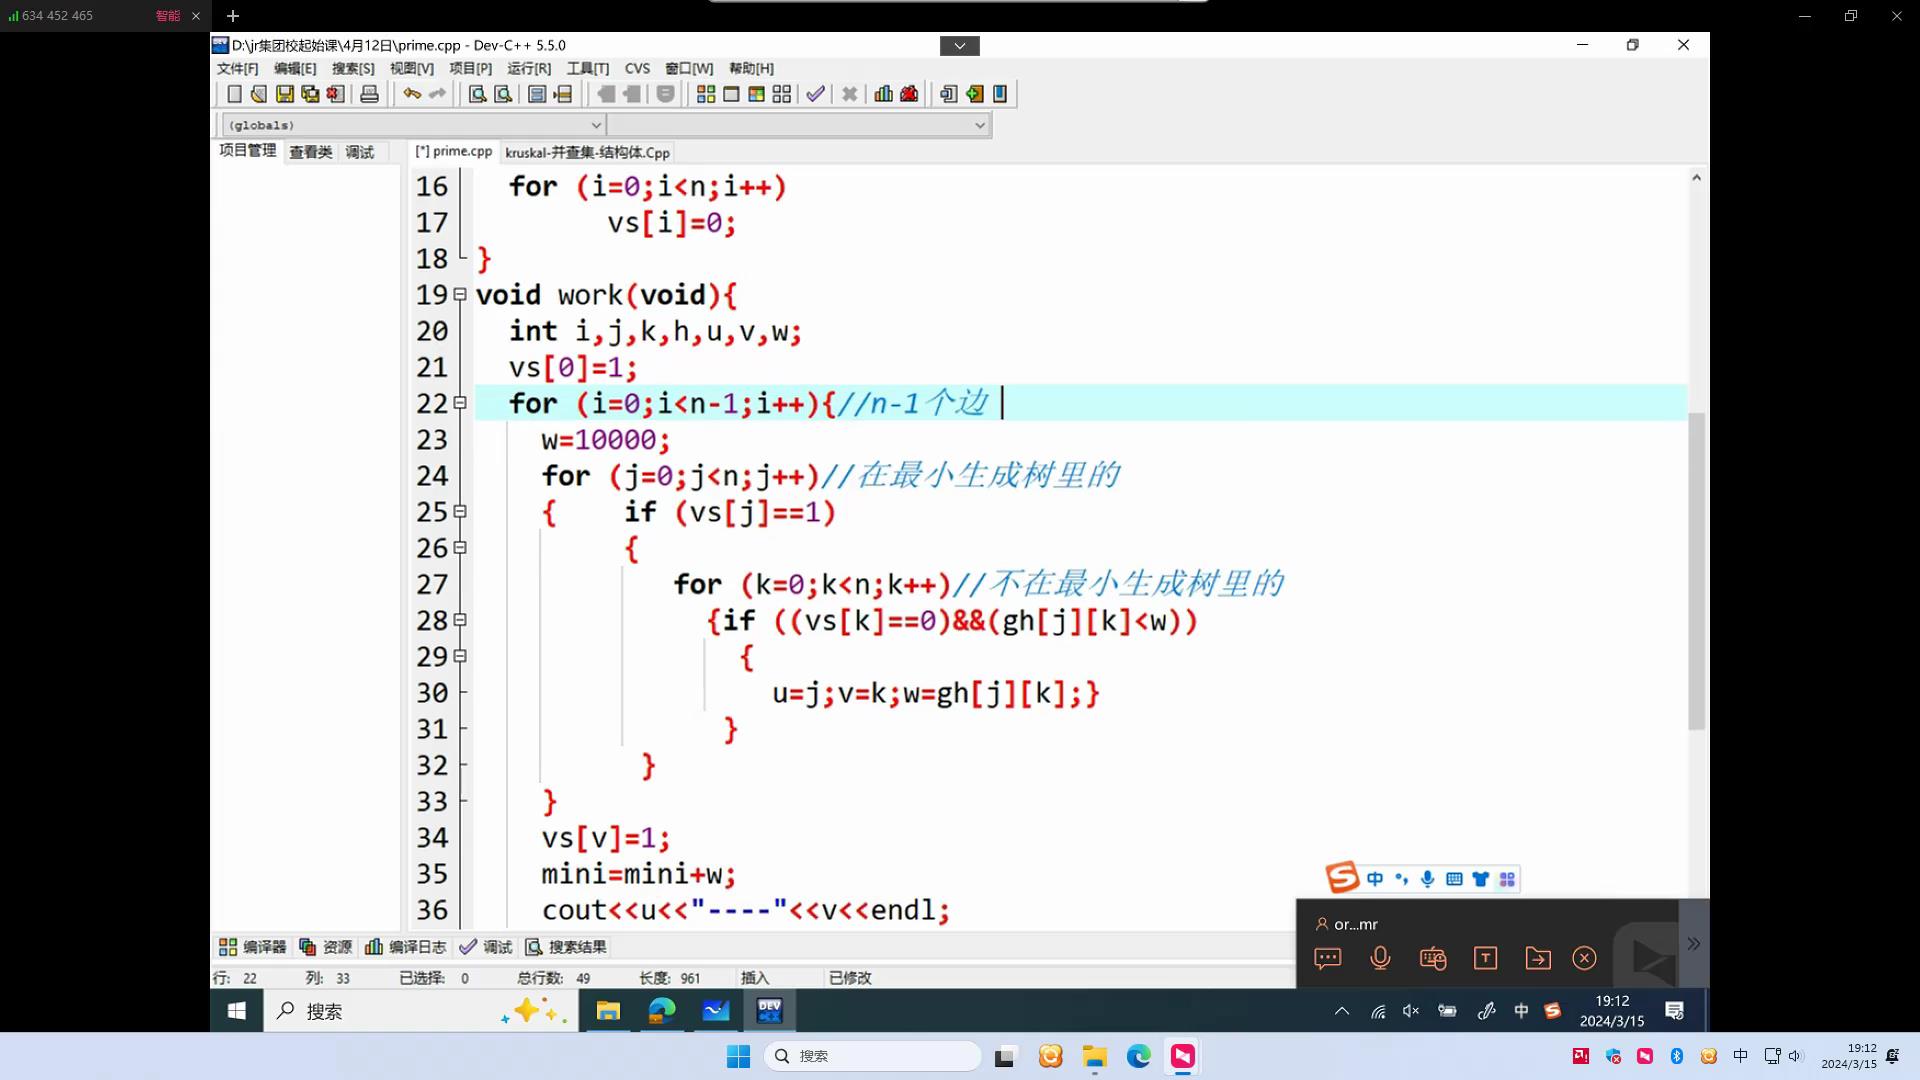 634 452 465 智能
D:\jr集团校起始课\4月12日\prime.cpp - Dev-C++ 5.5.0
文件[F] 编辑[E] 搜索[S] 视图[V] 项目[P] 运行[R] 工具[T] CVS 窗口[W] 帮助[H]
(globals)
项目管理 查看类 调试 [*] prime.cpp kruskal-并查集-结构体.Cpp
16 for (i=0;i<n;i++)
17 vs[i]=0;
18 }
19 void work(void){
20 int i,j,k,h,u,v,w;
21 vs[0]=1;
22 for (i=0;i<n-1;i++){//n-1个边
23 w=10000;
24 for (j=0;j<n;j++)//在最小生成树里的
25 { if (vs[j]==1)
26 {
27 for (k=0;k<n;k++)//不在最小生成树里的
28 {if ((vs[k]==0)&&(gh[j][k]<w))
29 {
30 u=j;v=k;w=gh[j][k];}
31 }
32 }
33 }
34 vs[v]=1;
35 mini=mini+w;
36 cout<<u<<"----"<<v<<endl;
中
or...mr
编译器 资源 编译日志 调试 搜索结果
行: 22 列: 33 已选择: 0 总行数: 49 长度: 961 插入 已修改
搜索 DEV 中 19:12
2024/3/15
搜索 中 19:12
2024/3/15